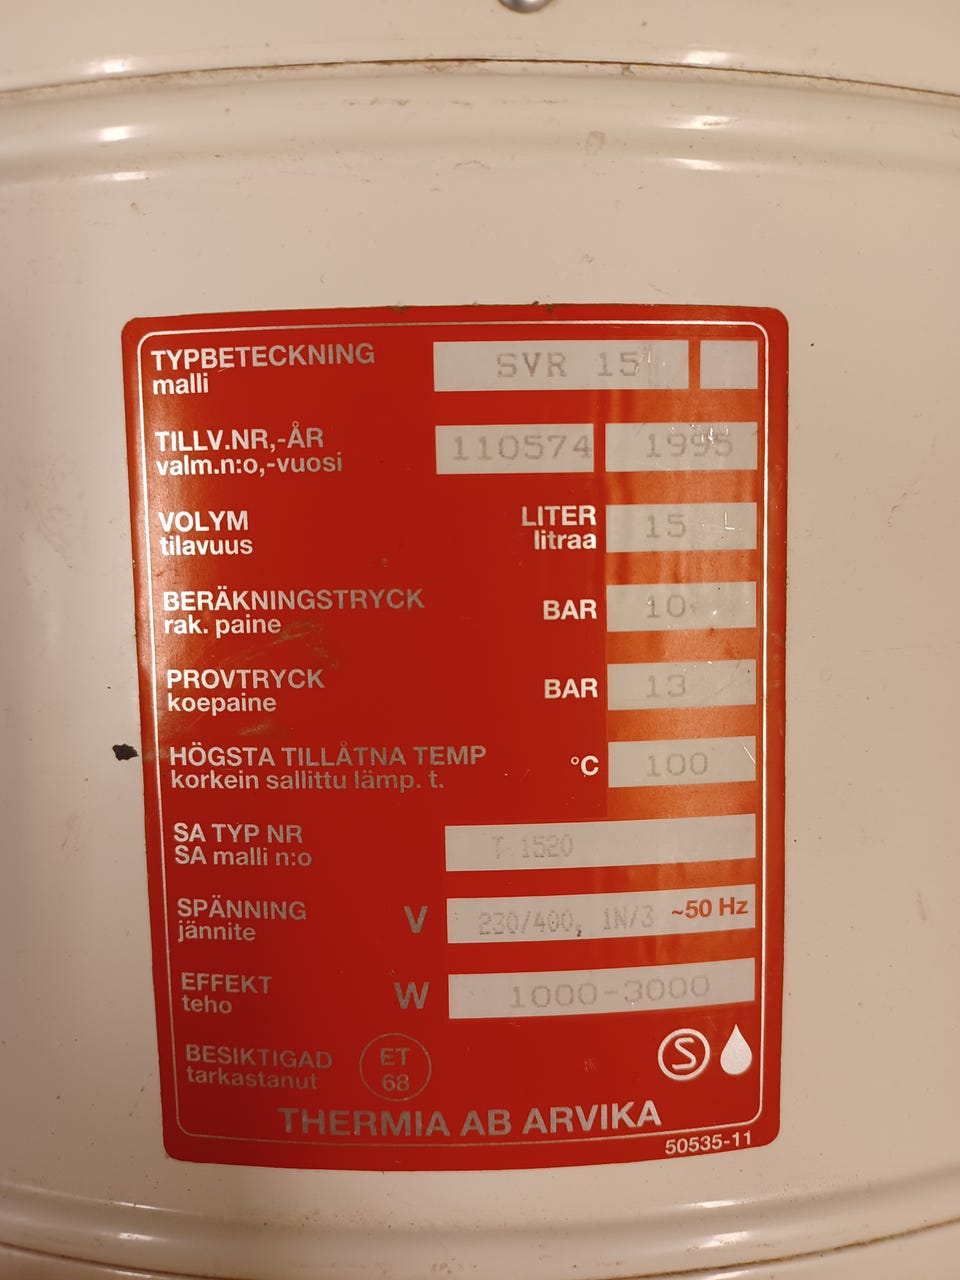 TYPBETECKNING SVR 15
malli
TILLV.NR,-ÅR 110574 1995
valm.n:o,-vuosi
VOLYM LITER 15
tilavuus litraa
BERÄKNINGSTRYCK BAR 10
rak. paine
PROVTRYCK BAR 13
koepaine
HÖGSTA TILLÅTNA TEMP °C 100
korkein sallittu lämp. t.
SA TYP NR T 1520
SA malli n:o
SPÄNNING V 230/400, 1N/3 ~50 Hz
jännite
EFFEKT W 1000-3000
teho
BESIKTIGAD ET
tarkastanut 68
S
THERMIA AB ARVIKA
50535-11